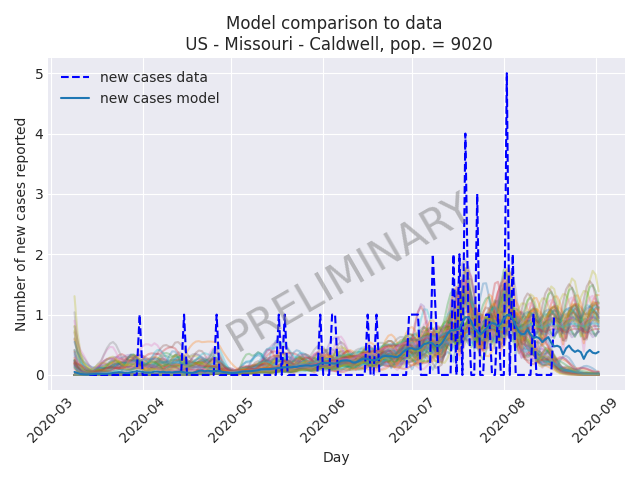 Model comparison to data
US - Missouri - Caldwell, pop. = 9020
new cases data
new cases model
PRELIMINARY
Number of new cases reported
5
4
3
2
1
0
2020-03
2020-04
2020-05
2020-06
2020-07
2020-08
2020-09
Day